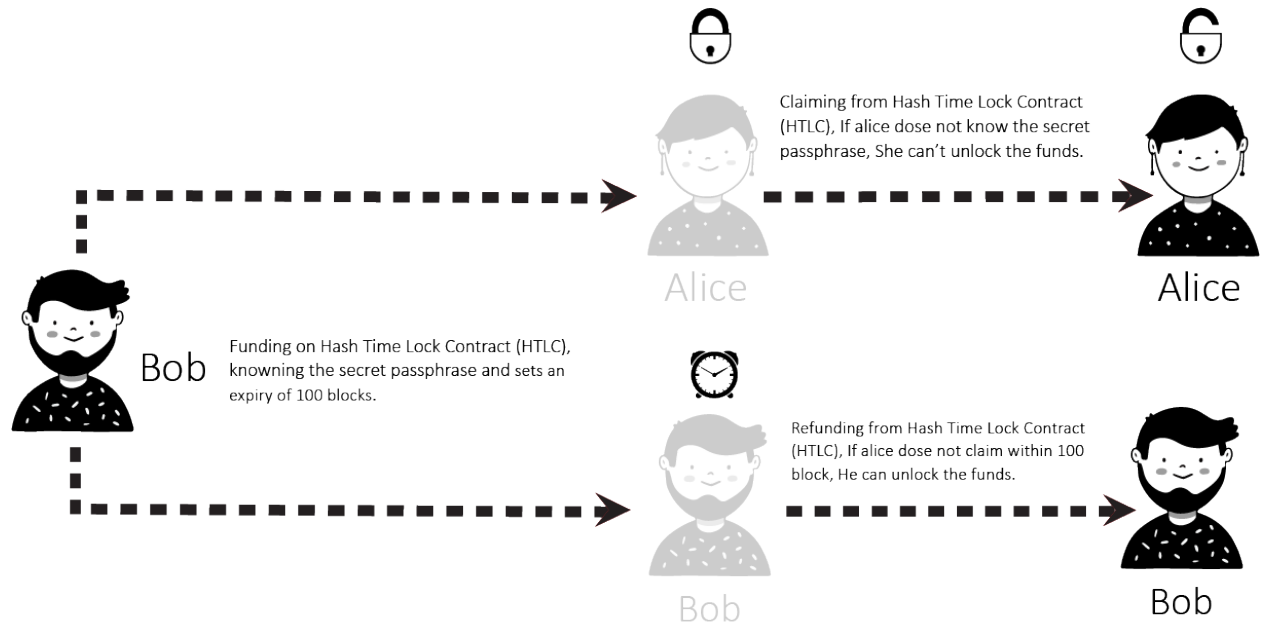 Claiming from Hash Time Lock Contract
(HTLC), If alice dose not know the secret
passphrase, She can't unlock the funds.
Alice
Alice
Bob
Funding on Hash Time Lock Contract (HTLC),
knowning the secret passphrase and sets an
expiry of 100 blocks.
Refunding from Hash Time Lock Contract
(HTLC), If alice dose not claim within 100
block, He can unlock the funds.
Bob
Bob